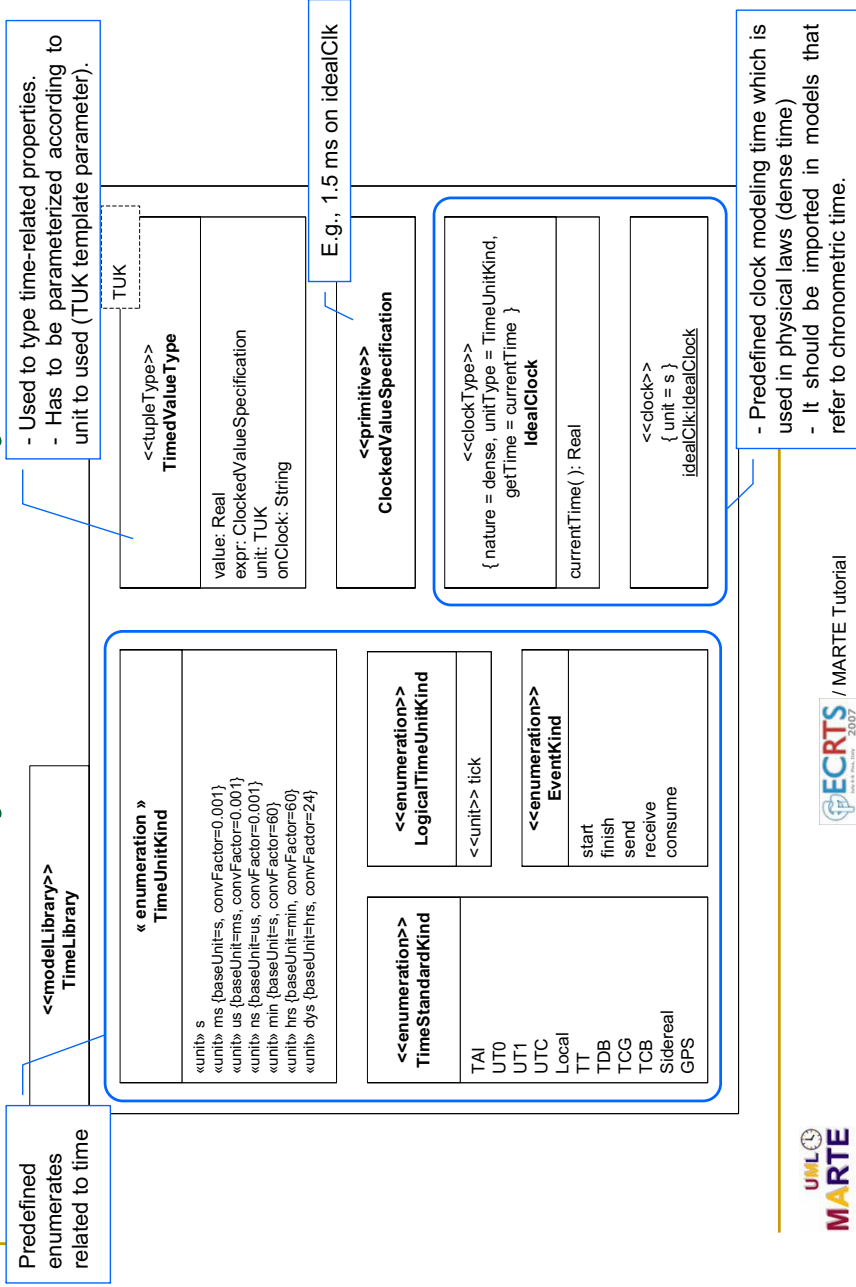 Predefined
enumerates
related to time
<<modelLibrary>>
TimeLibrary
« enumeration »
TimeUnitKind
«unit» s
«unit» ms {baseUnit=s, convFactor=0.001}
«unit» us {baseUnit=ms, convFactor=0.001}
«unit» ns {baseUnit=us, convFactor=0.001}
«unit» min {baseUnit=s, convFactor=60}
«unit» hrs {baseUnit=min, convFactor=60}
«unit» dys {baseUnit=hrs, convFactor=24}
<<enumeration>>
TimeStandardKind
TAI
UT0
UT1
UTC
Local
TT
TDB
TCG
TCB
Sidereal
GPS
<<enumeration>>
LogicalTimeUnitKind
<<unit>> tick
<<enumeration>>
EventKind
start
finish
send
receive
consume
- Used to type time-related properties.
- Has to be parameterized according to
unit to used (TUK template parameter).
TUK
<<tupleType>>
TimedValueType
value: Real
expr: ClockedValueSpecification
unit: TUK
onClock: String
E.g., 1.5 ms on idealClk
<<primitive>>
ClockedValueSpecification
<<clockType>>
{ nature = dense, unitType = TimeUnitKind,
getTime = currentTime }
IdealClock
currentTime( ): Real
<<clock>>
{ unit = s }
idealClk:IdealClock
- Predefined clock modeling time which is
used in physical laws (dense time)
- It should be imported in models that
refer to chronometric time.
UML
MARTE
ECRTS
2007
/ MARTE Tutorial